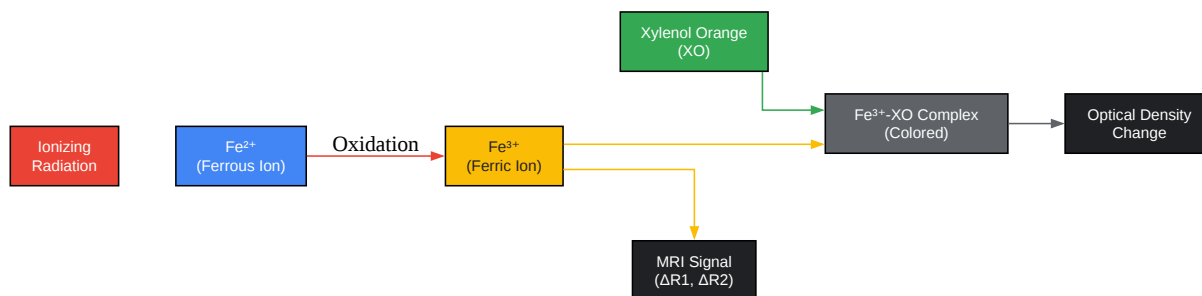 Xylenol Orange
(XO)
Fe³⁺-XO Complex
(Colored)
Optical Density
Change
Ionizing
Radiation
Fe²⁺
(Ferrous Ion)
Oxidation
Fe³⁺
(Ferric Ion)
MRI Signal
(ΔR1, ΔR2)